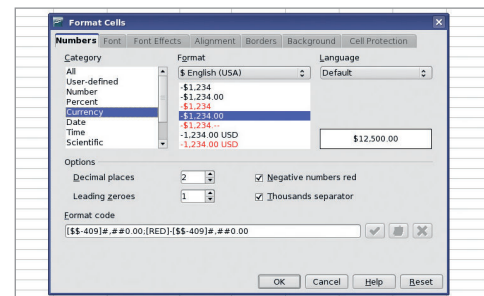 Format Cells
Numbers Font Font Effects Alignment Borders Background Cell Protection
Category
All
User-defined
Number
Percent
Currency
Date
Time
Scientific
Format
$ English (USA)
-$1,234
-$1,234.00
-$1,234
-$1,234.00
-$1,234.--
-1,234.00 USD
-1,234.00 USD
Language
Default
$12,500.00
Options
Decimal places 2
Negative numbers red
Leading zeroes 1
Thousands separator
Format code
[$$-409]#,##0.00;[RED]-[$$-409]#,##0.00
OK Cancel Help Reset